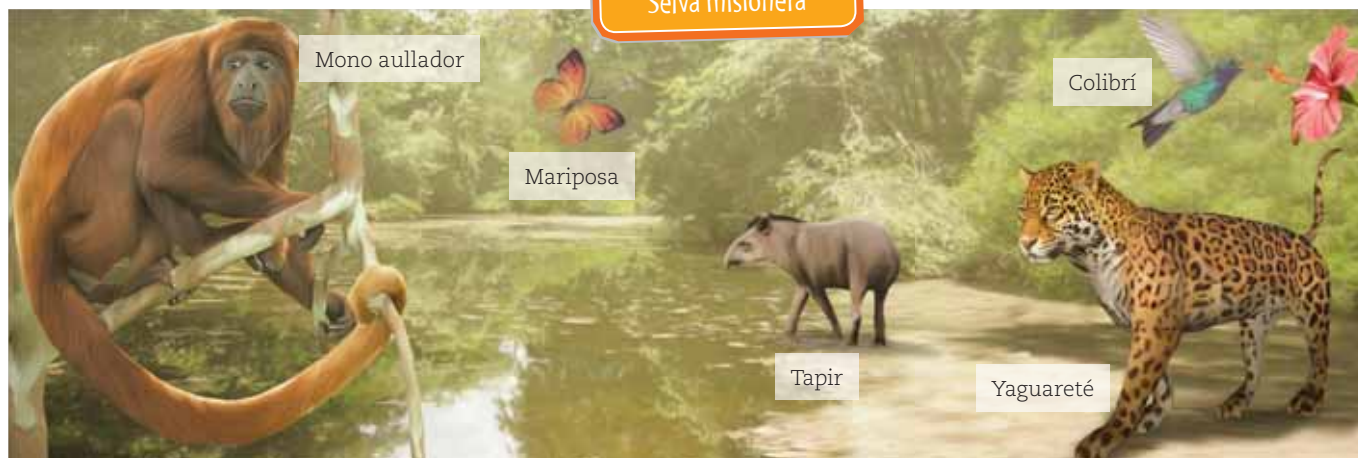 Selva misionera
Mono aullador
Colibrí
Mariposa
Tapir
Yaguareté